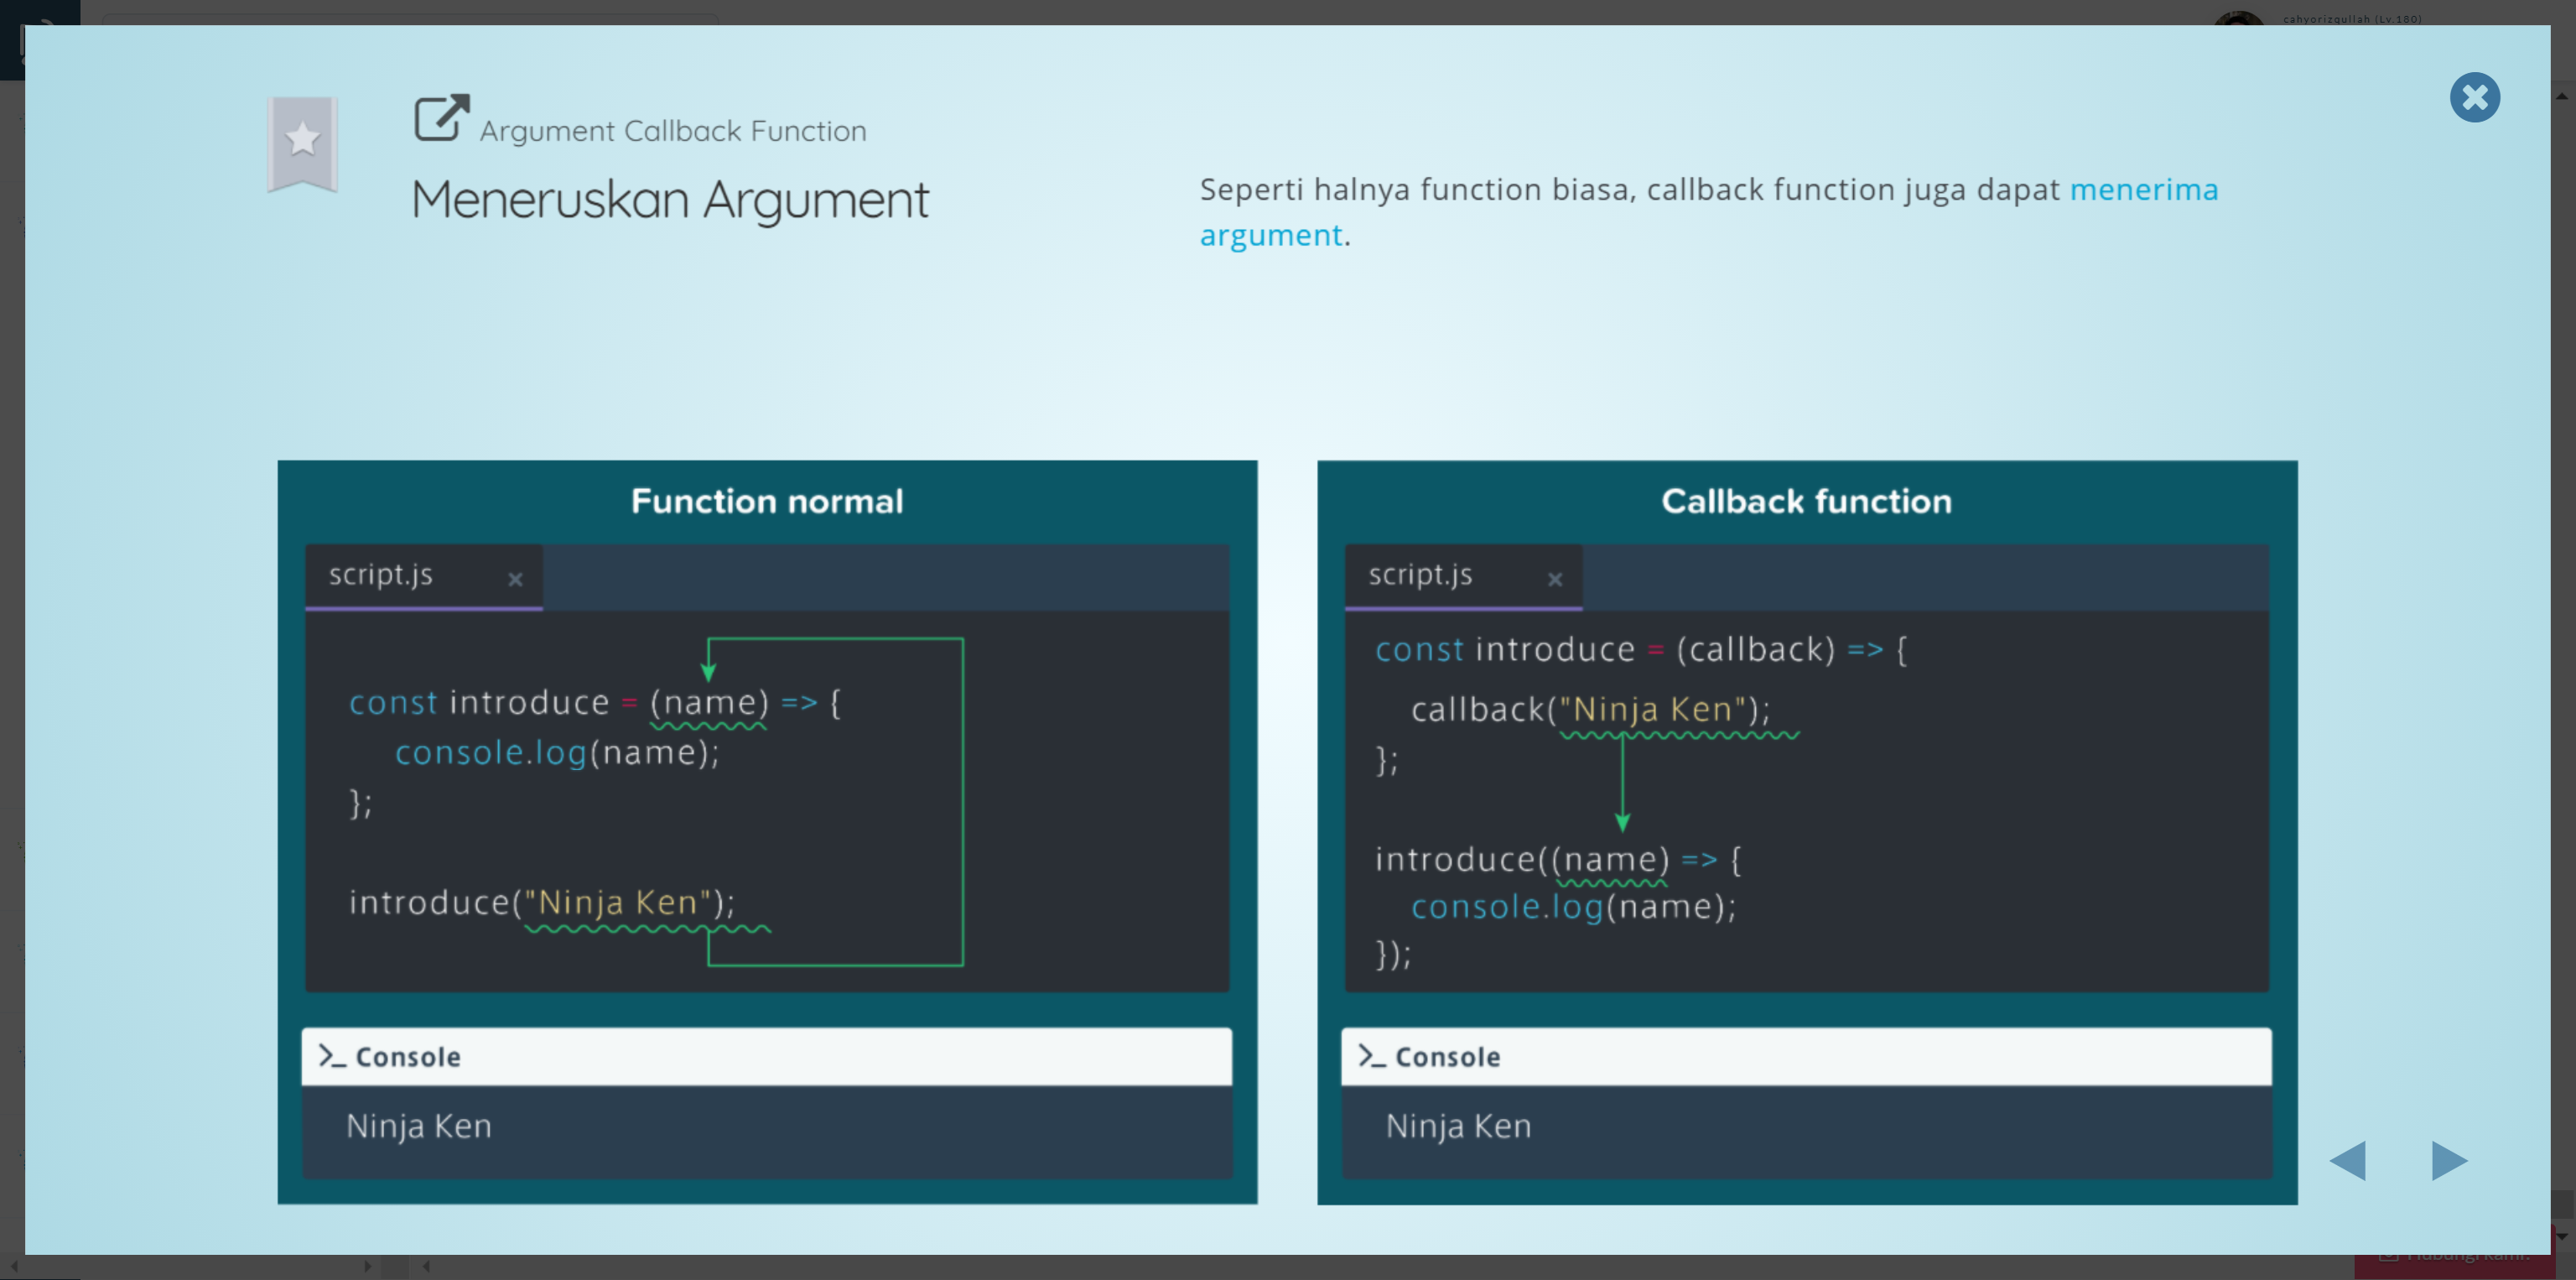 cahyorizqullah (Lv.180)
Argument Callback Function
Meneruskan Argument
Seperti halnya function biasa, callback function juga dapat menerima
argument.
Function normal
script.js ×
const introduce = (name) => {
console.log(name);
};
introduce("Ninja Ken");
>_ Console
Ninja Ken
Callback function
script.js ×
const introduce = (callback) => {
callback("Ninja Ken");
};
introduce((name) => {
console.log(name);
});
>_ Console
Ninja Ken
Hubungi kami!